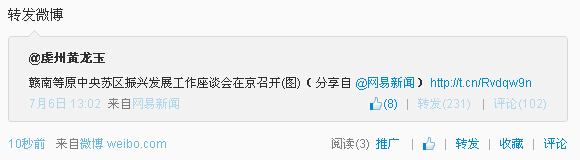 转发微博
@虔州黄龙玉
赣南等原中央苏区振兴发展工作座谈会在京召开(图) ( 分享自 @网易新闻 ) http://t.cn/Rvdqw9n
7月6日 13:02 来自网易新闻 (8) | 转发(231) | 评论(102)
10秒前 来自微博 weibo.com 阅读(3) 推广 | | 转发 | 收藏 | 评论